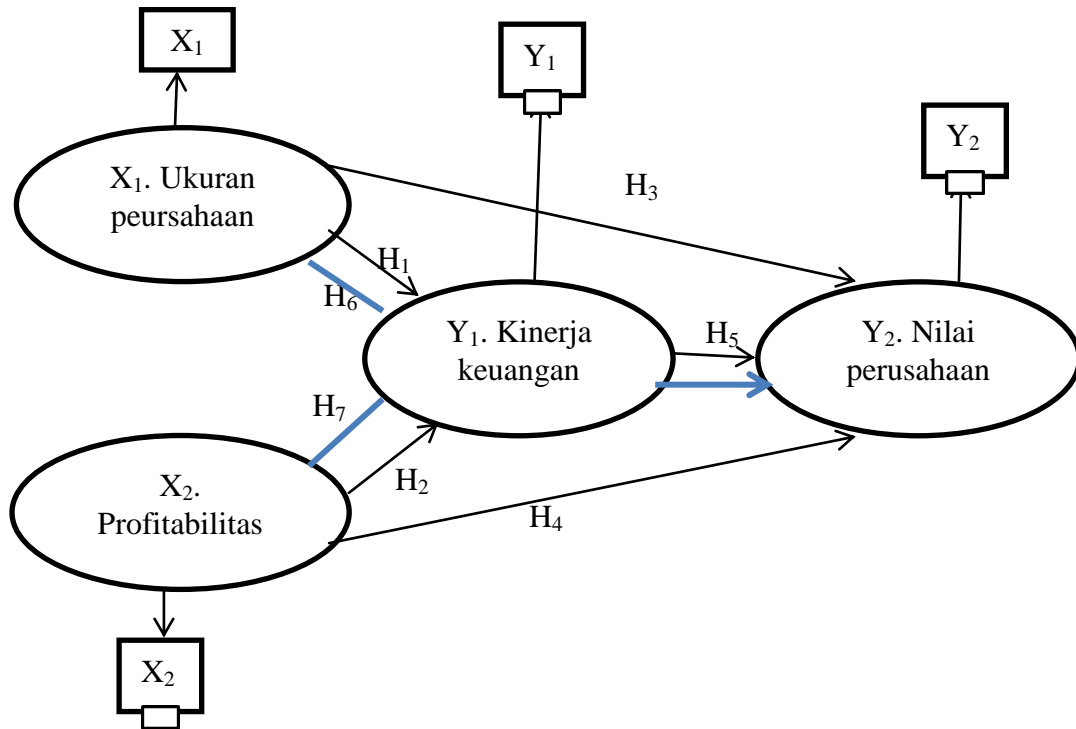 X₁
Y₁
Y₂
X₁. Ukuran
peursahaan
H₃
H₁
H₆
Y₁. Kinerja
keuangan
H₅
Y₂. Nilai
perusahaan
H₇
H₂
X₂.
Profitabilitas
H₄
X₂